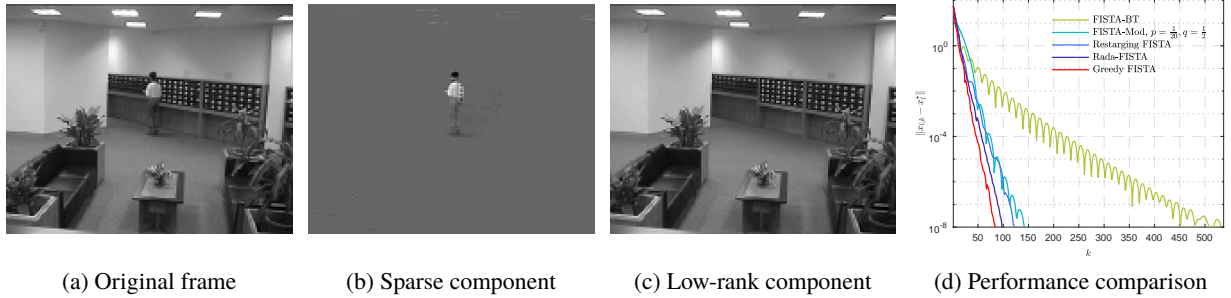 FISTA-BT
FISTA-Mod, p = 1/20, q = 1/2
Restarging FISTA
Rada-FISTA
Greedy FISTA
10^0
10^-4
10^-8
50 100 150 200 250 300 350 400 450 500
k
(a) Original frame
(b) Sparse component
(c) Low-rank component
(d) Performance comparison